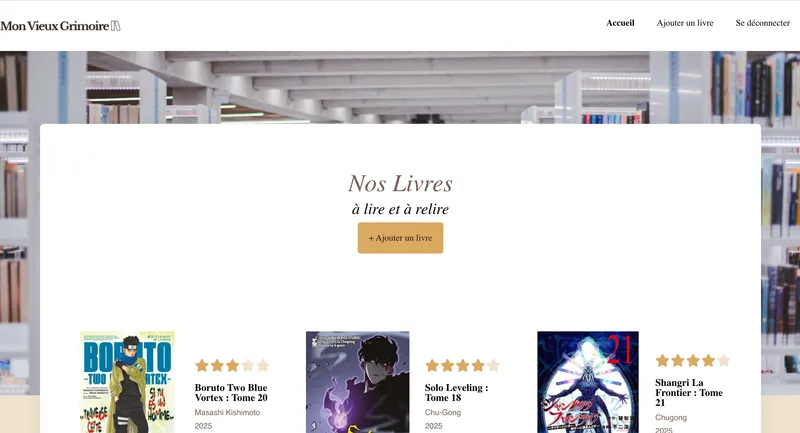 Mon Vieux Grimoire
Accueil
Ajouter un livre
Se déconnecter
Nos Livres
à lire et à relire
+ Ajouter un livre
BORUTO
-TWO BLUE VORTEX-
21
Boruto Two Blue
Vortex : Tome 20
Masashi Kishimoto
2025
Solo Leveling :
Tome 18
Chu-Gong
2025
Shangri La
Frontier : Tome
21
Chugong
2025